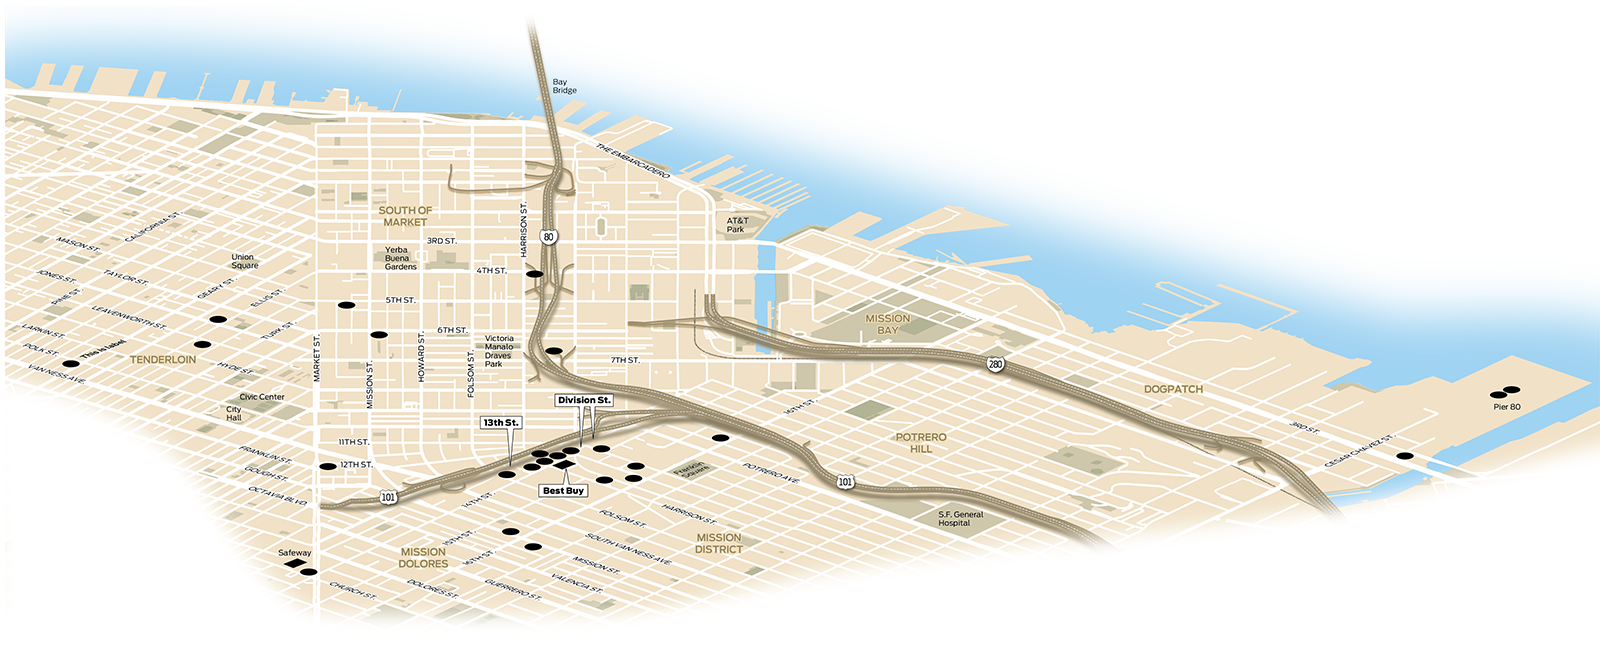 Bay
Bridge
THE EMBARCADERO
SOUTH OF
MARKET
HARRISON ST.
AT&T
Park
CALIFORNIA ST.
MASON ST.
3RD ST.
80
Yerba
Buena
Gardens
Union
Square
4TH ST.
JONES ST.
TAYLOR ST.
GEARY ST.
PINE ST.
ELLIS ST.
5TH ST.
LEAVENWORTH ST.
MISSION
BAY
LARKIN ST.
TURK ST.
6TH ST.
MARKET ST.
HOWARD ST.
Victoria
Manalo
Draves
Park
POLK ST.
This is label
TENDERLOIN
7TH ST.
FOLSOM ST.
MISSION ST.
280
VAN NESS AVE.
HYDE ST.
DOGPATCH
Civic Center
City
Hall
Division St.
16TH ST.
Pier 80
13th St.
3RD ST.
11TH ST.
POTRERO
HILL
CESAR CHAVEZ ST.
FRANKLIN ST.
12TH ST.
GOUGH ST.
Franklin
Square
POTRERO AVE.
101
OCTAVIA BLVD.
101
Best Buy
14TH ST.
FOLSOM ST.
HARRISON ST.
S.F. General
Hospital
15TH ST.
SOUTH VAN NESS AVE.
MISSION
DISTRICT
Safeway
MISSION
DOLORES
16TH ST.
MISSION ST.
VALENCIA ST.
CHURCH ST.
DOLORES ST.
GUERRERO ST.